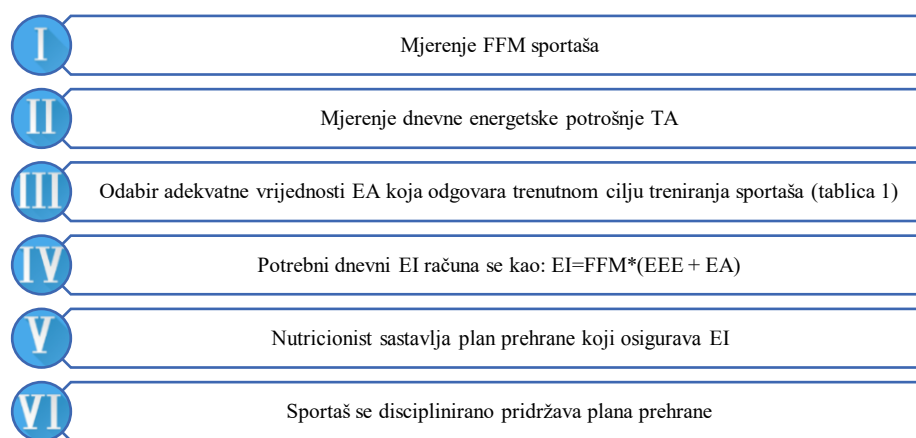 I
Mjerenje FFM sportaša
II
Mjerenje dnevne energetske potrošnje TA
III
Odabir adekvatne vrijednosti EA koja odgovara trenutnom cilju treniranja sportaša (tablica 1)
IV
Potrebni dnevni EI računa se kao: EI=FFM*(EEE + EA)
V
Nutricionist sastavlja plan prehrane koji osigurava EI
VI
Sportaš se disciplinirano pridržava plana prehrane